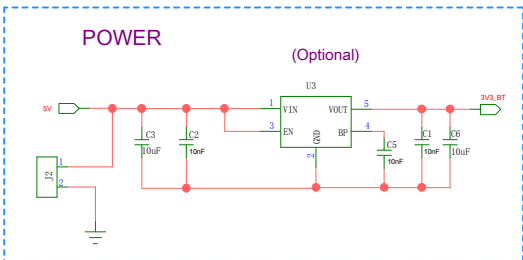 POWER
(Optional)
U3
5V
1 VIN VOUT 5
3V3_BT
3 EN BP 4
GND
2
C3
10uF
C2
10nF
C5
10nF
C1
10nF
C6
10uF
J2
1
2